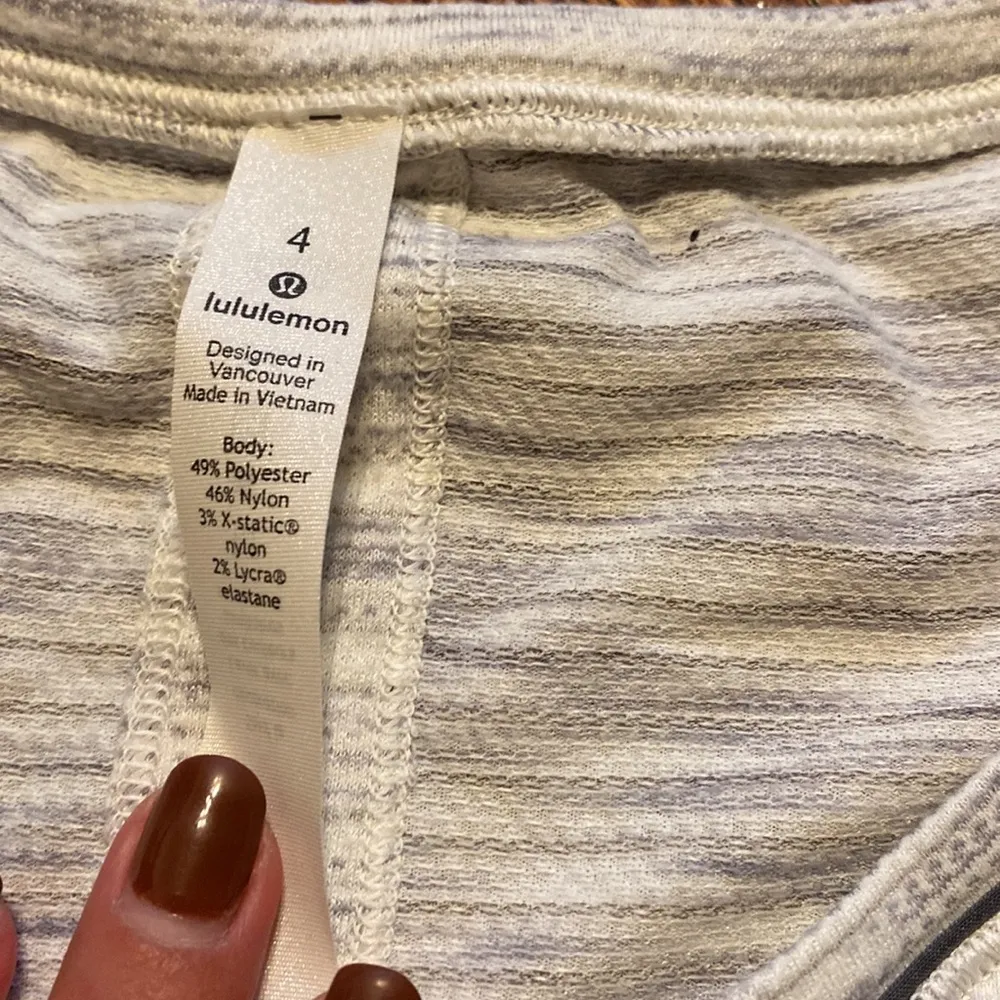 4
lululemon
Designed in
Vancouver
Made in Vietnam
Body:
49% Polyester
46% Nylon
3% X-static®
nylon
2% Lycra®
elastane